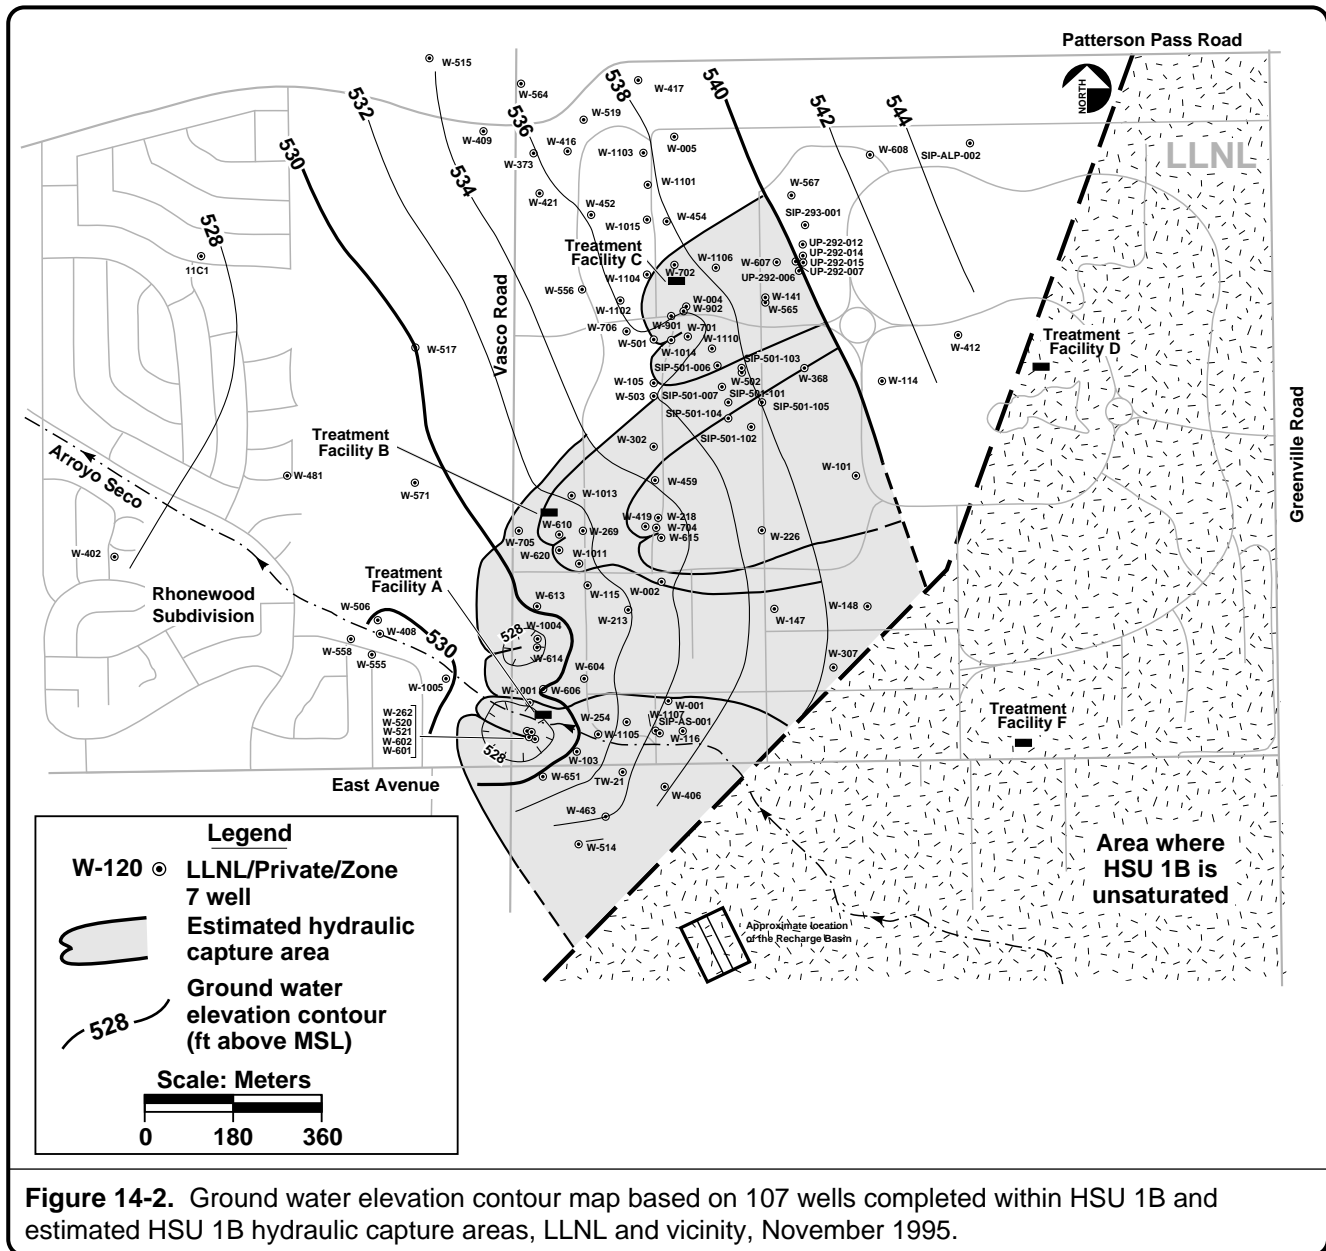 Patterson Pass Road
NORTH
LLNL
W-515
W-564
W-417
W-519
532
536
538
540
542
544
W-409
W-416
W-005
W-373
W-1103
W-608
SIP-ALP-002
530
534
W-421
W-1101
W-567
W-452
W-454
W-1015
SIP-293-001
528
11C1
Treatment
Facility C
UP-292-012
UP-292-014
UP-292-015
UP-292-007
W-1106
W-607
W-702
UP-292-006
W-1104
W-556
W-1102
W-004
W-902
W-141
W-565
Vasco Road
W-706
W-901
W-701
W-501
W-1110
W-1014
W-517
W-412
Treatment
Facility D
SIP-501-103
SIP-501-006
W-105
W-502
W-368
W-114
W-503
SIP-501-007
SIP-501-101
SIP-501-104
SIP-501-105
SIP-501-102
Greenville Road
Treatment
Facility B
W-302
Arroyo Seco
W-481
W-571
W-459
W-101
W-1013
W-610
W-419
W-218
W-704
W-615
W-705
W-269
W-226
W-620
W-1011
W-402
Treatment
Facility A
W-115
W-002
Rhonewood
Subdivision
W-506
W-613
W-213
W-148
W-147
W-408
530
528
W-1004
W-558
W-555
W-614
W-307
W-604
W-1005
W-1001
W-606
W-001
W-262
W-520
W-521
W-602
W-601
W-254
W-1107
SIP-AS-001
W-1105
W-116
528
W-103
Treatment
Facility F
East Avenue
W-651
TW-21
W-406
W-463
W-514
Area where
HSU 1B is
unsaturated
Approximate location
of the Recharge Basin
Legend
W-120
LLNL/Private/Zone
7 well
Estimated hydraulic
capture area
528
Ground water
elevation contour
(ft above MSL)
Scale: Meters
0 180 360
Figure 14-2. Ground water elevation contour map based on 107 wells completed within HSU 1B and
estimated HSU 1B hydraulic capture areas, LLNL and vicinity, November 1995.